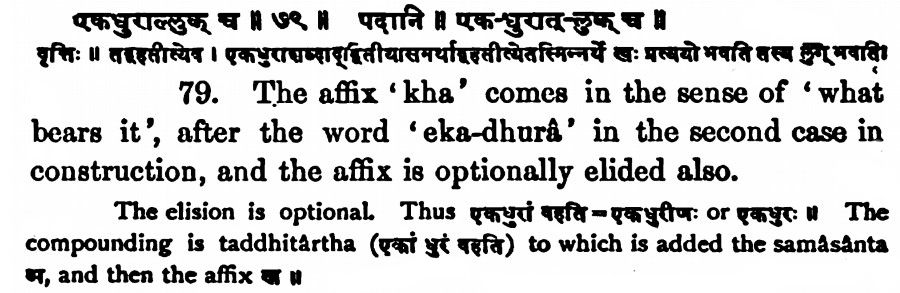 एकधुराल्लुक् च ॥ ७९ ॥ पदानि ॥ एक-धुरात्-लुक् च ॥
वृत्तिः ॥ तद्वहतीत्येव । एकधुराशब्दाद्द्वितीयासमर्थाद्वहतीत्येतस्मिन्नर्थे खः प्रत्ययो भवति तस्य लुग् भवति।
79. The affix ‘kha’ comes in the sense of ‘what
bears it’, after the word ‘eka-dhurâ’ in the second case in
construction, and the affix is optionally elided also.
The elision is optional. Thus एकधुरां वहति = एकधुरीणः or एकधुरः ॥ The
compounding is taddhitârtha (एकां धुरं वहति) to which is added the samâsânta
अ, and then the affix ख ॥